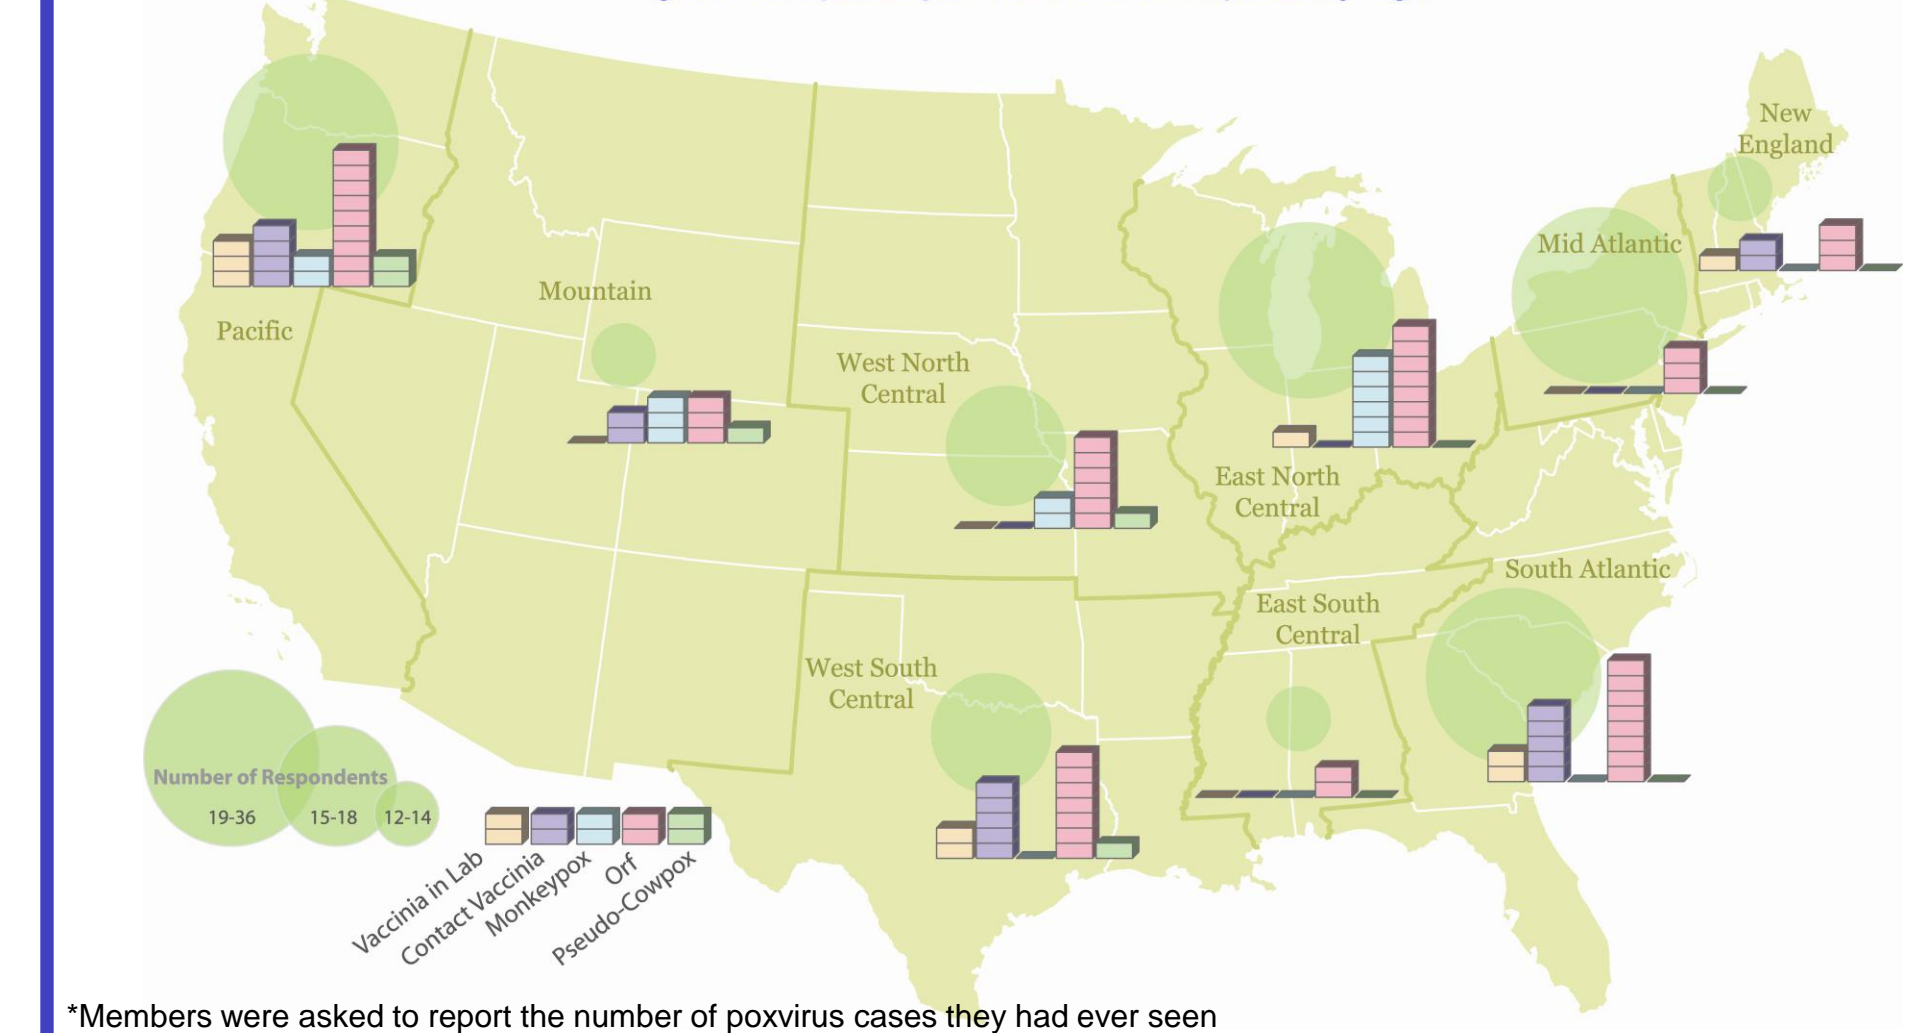 New
England
Mid Atlantic
Mountain
Pacific
West North
Central
East North
Central
South Atlantic
East South
Central
West South
Central
Number of Respondents
19-36 15-18 12-14
Vaccinia in Lab
Contact Vaccinia
Monkeypox
Orf
Pseudo-Cowpox
*Members were asked to report the number of poxvirus cases they had ever seen